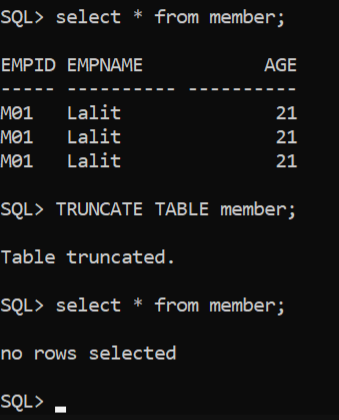 SQL> select * from member;
EMPID EMPNAME           AGE
----- ---------- ----------
M01   Lalit              21
M01   Lalit              21
M01   Lalit              21
SQL> TRUNCATE TABLE member;
Table truncated.
SQL> select * from member;
no rows selected
SQL>